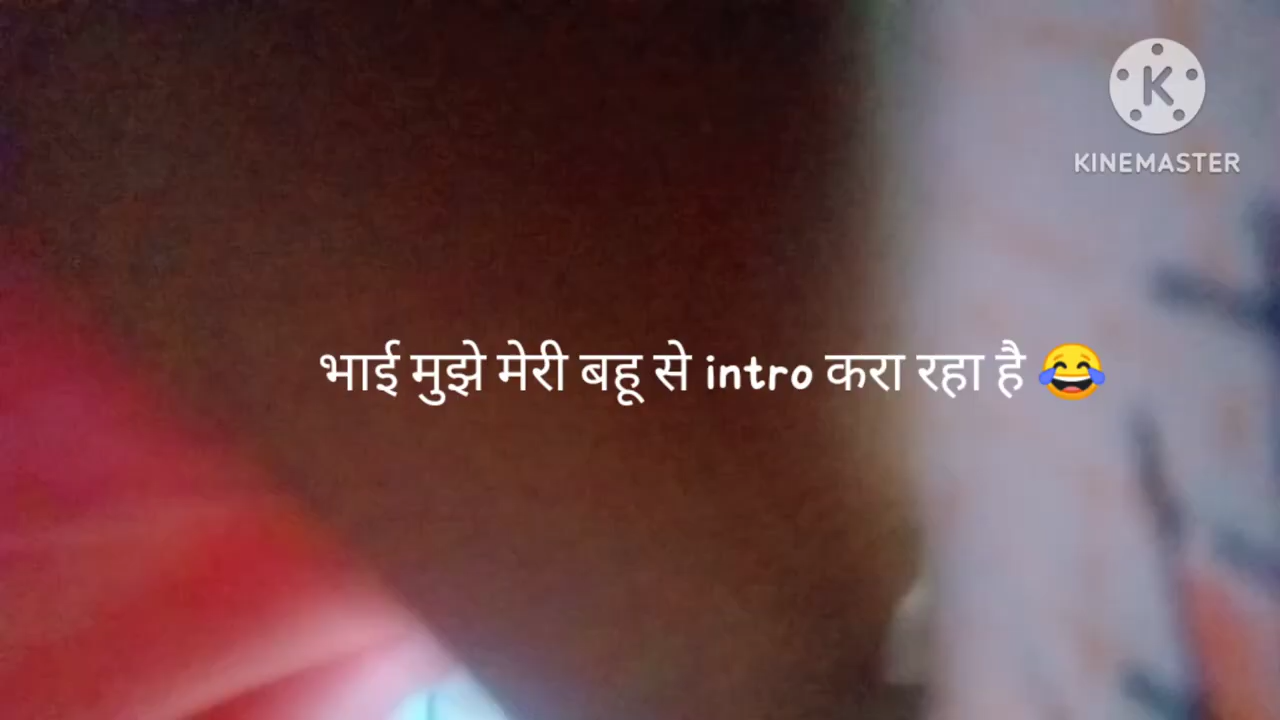 KINEMASTER
भाई मुझे मेरी बहू से intro करा रहा है 😂